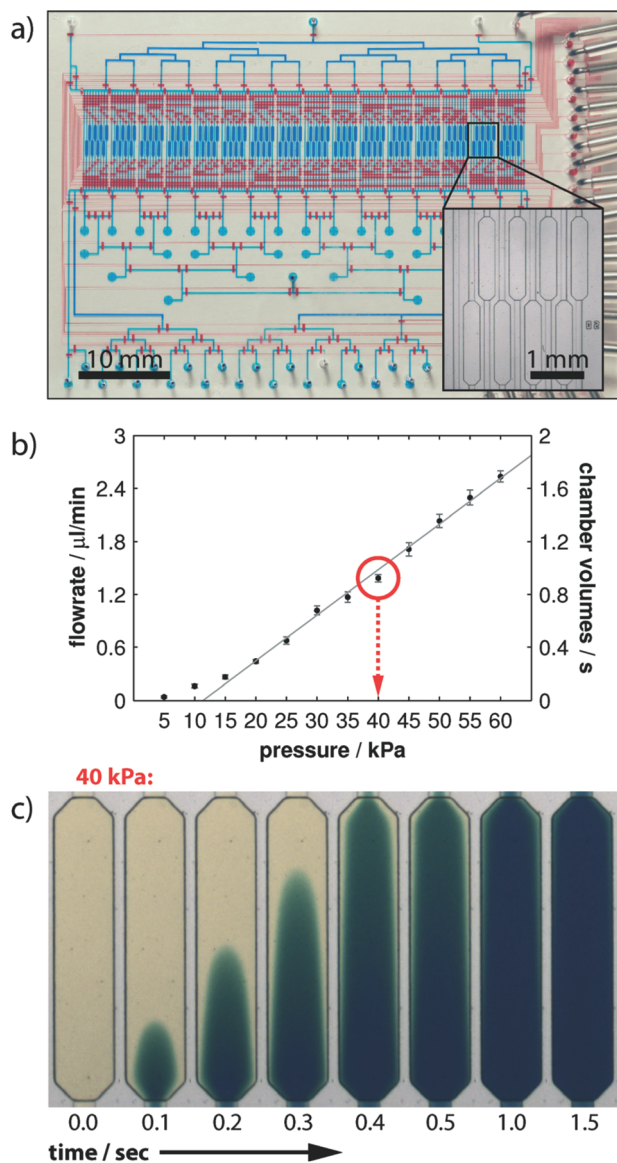 a)
10 mm
1 mm
b)
3
2.4
1.8
1.2
0.6
0
flowrate / µl/min
2
1.6
1.2
0.8
0.4
0
chamber volumes / s
5 10 15 20 25 30 35 40 45 50 55 60
pressure / kPa
40 kPa:
c)
0.0 0.1 0.2 0.3 0.4 0.5 1.0 1.5
time / sec